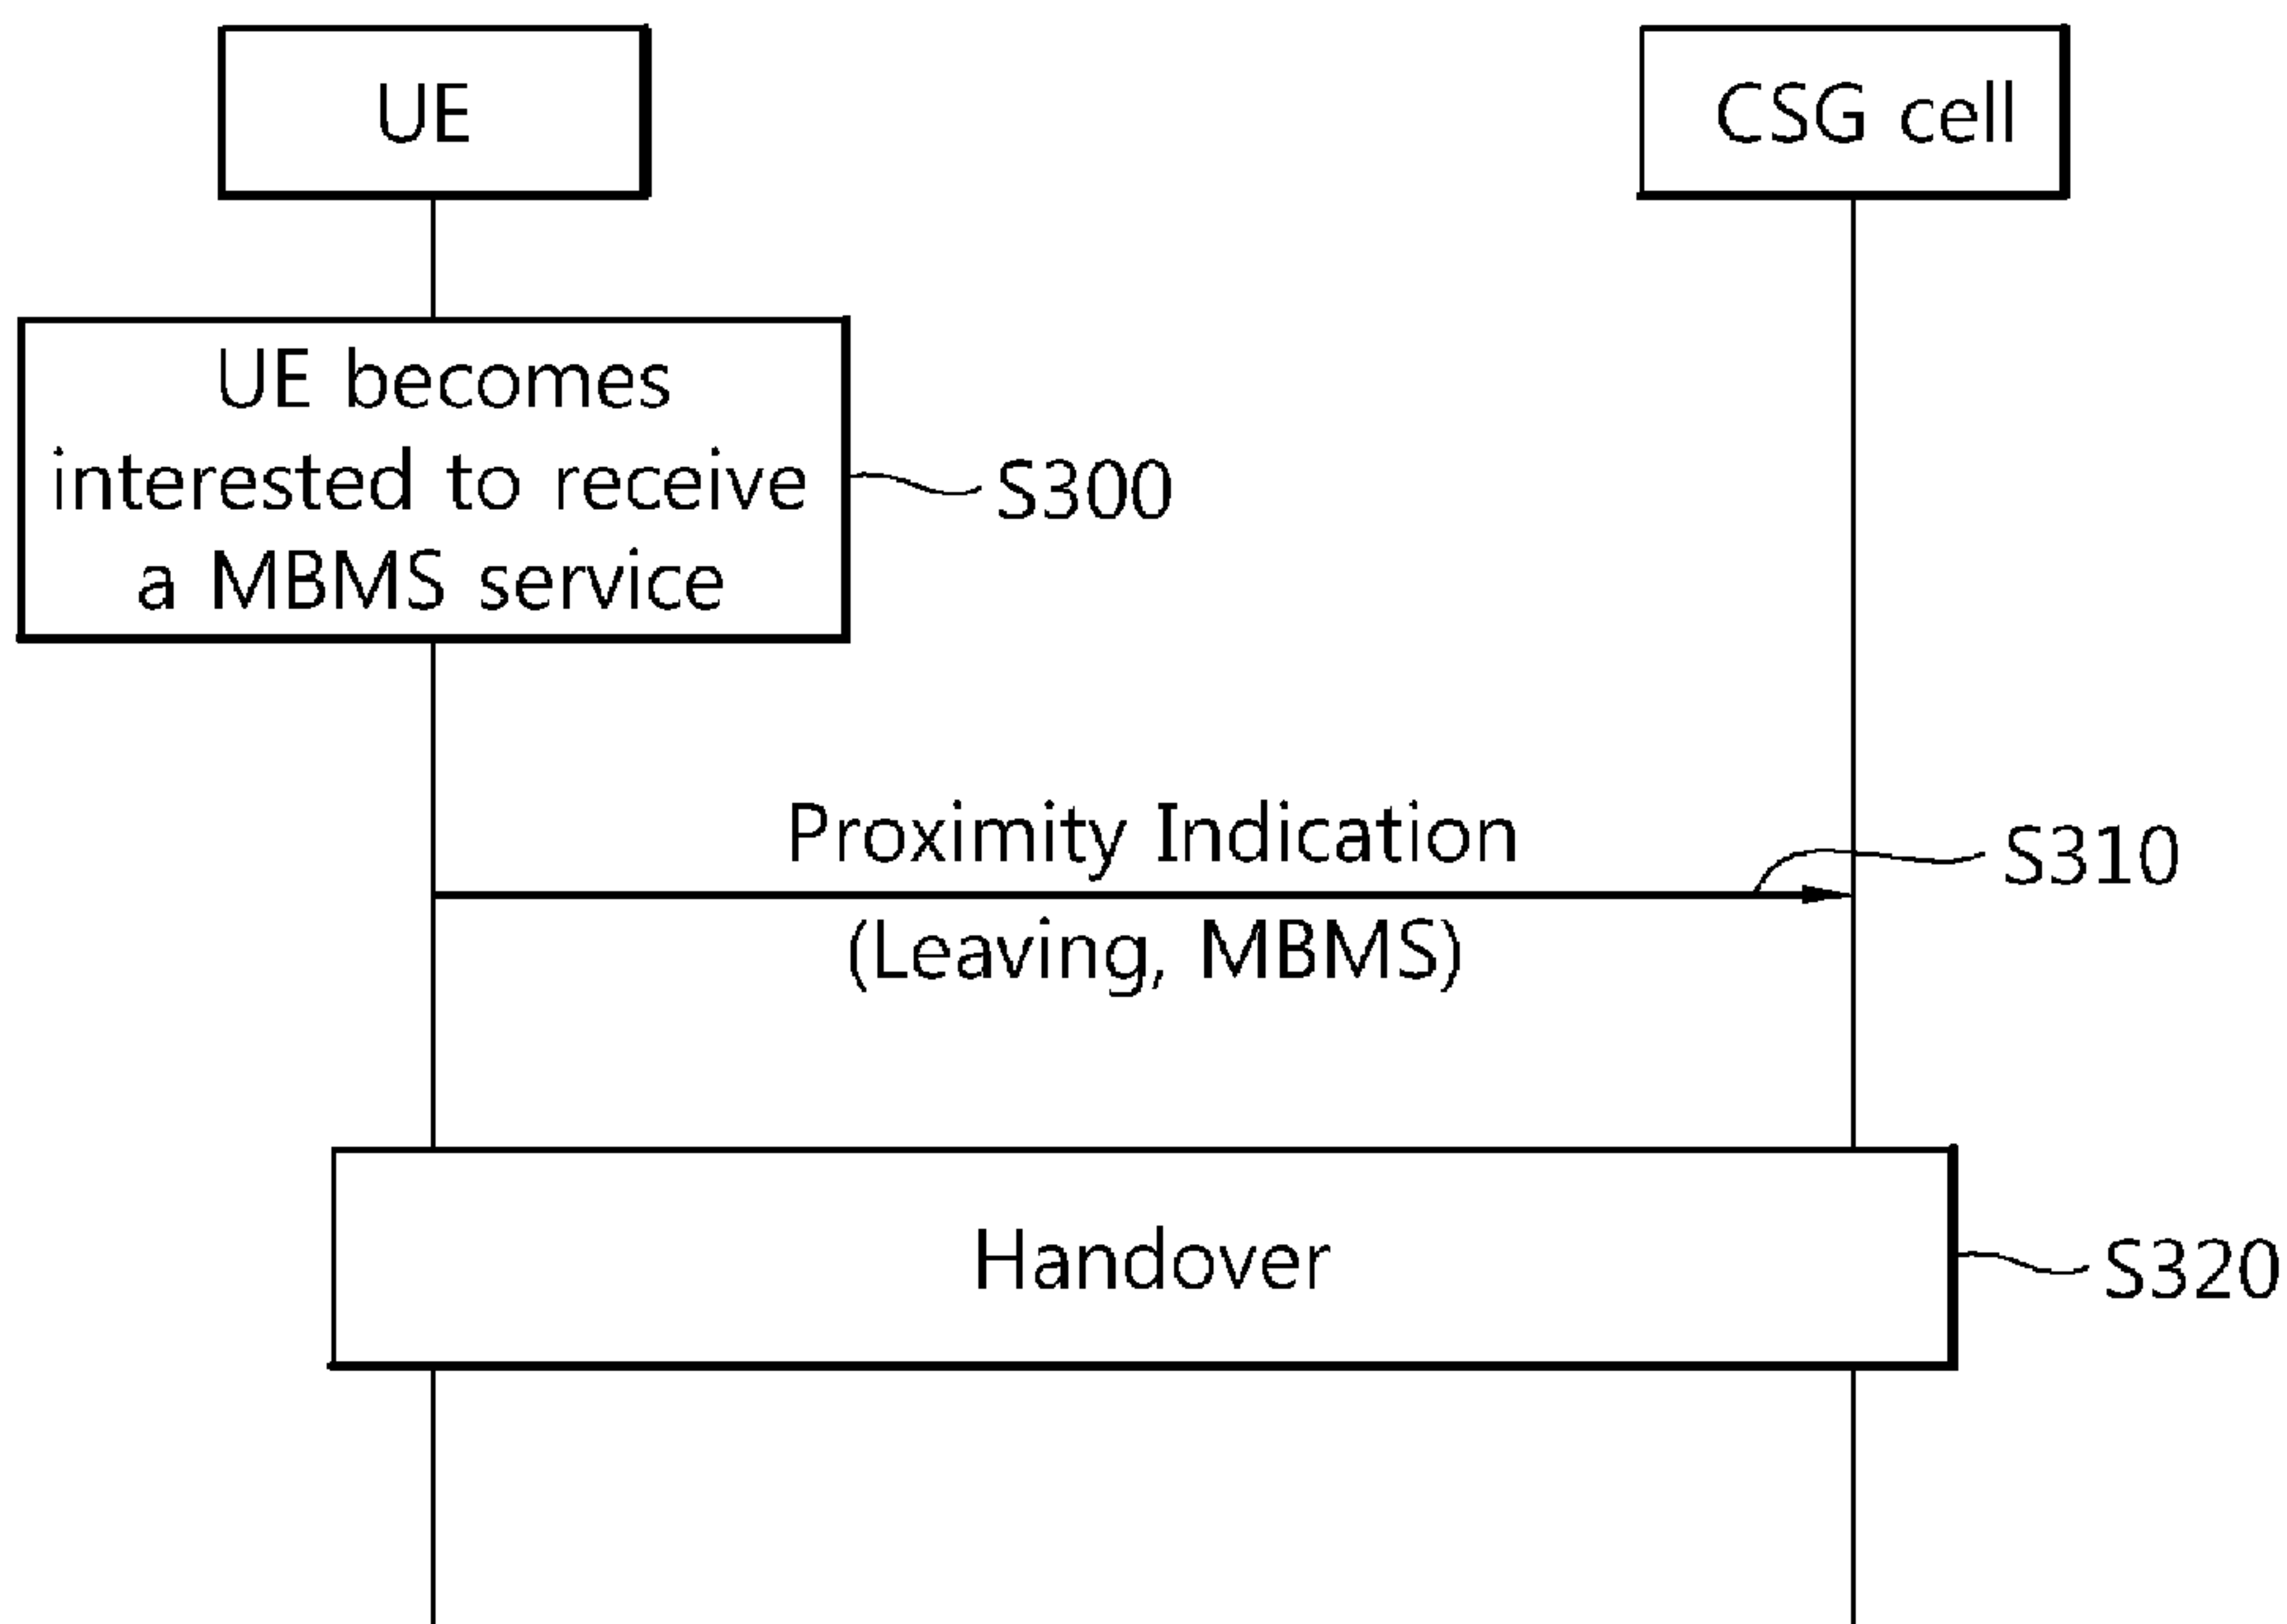 UE
CSG cell
UE becomes
interested to receive
a MBMS service
S300
Proximity Indication
S310
(Leaving, MBMS)
Handover
S320